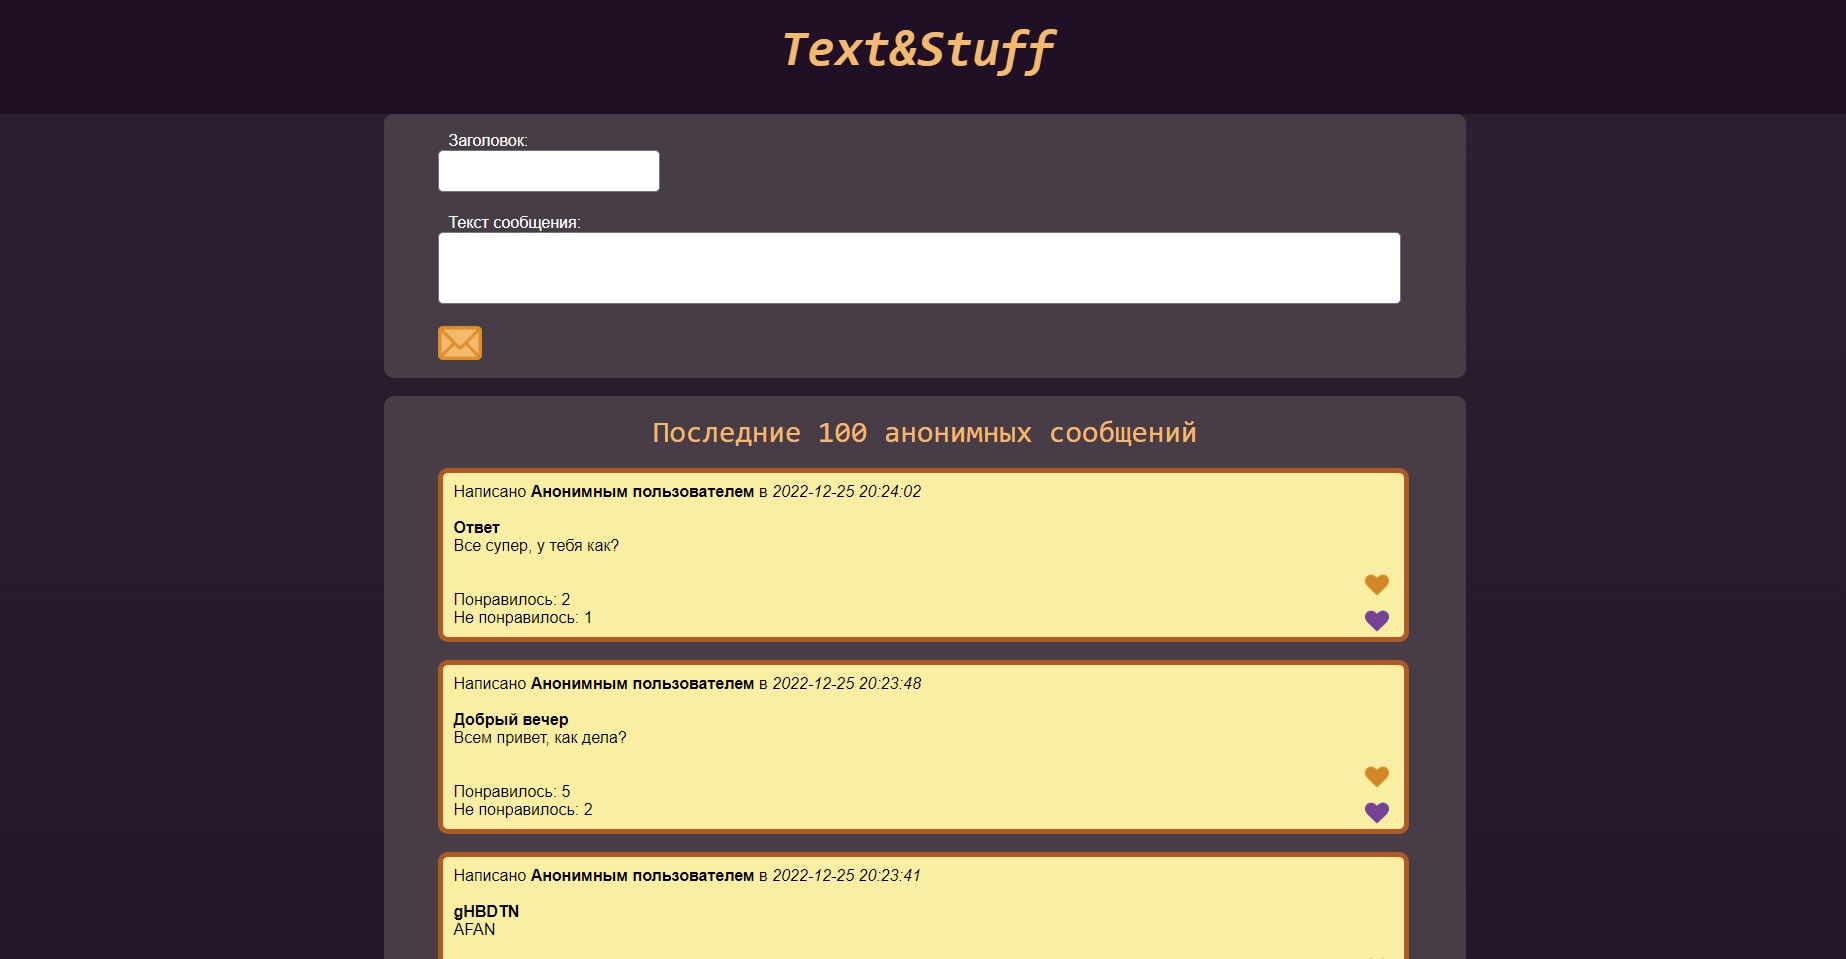 Text&Stuff
Заголовок:
Текст сообщения:
Последние 100 анонимных сообщений
Написано Анонимным пользователем в 2022-12-25 20:24:02
Ответ
Все супер, у тебя как?
Понравилось: 2
Не понравилось: 1
Написано Анонимным пользователем в 2022-12-25 20:23:48
Добрый вечер
Всем привет, как дела?
Понравилось: 5
Не понравилось: 2
Написано Анонимным пользователем в 2022-12-25 20:23:41
gHBDTN
AFAN